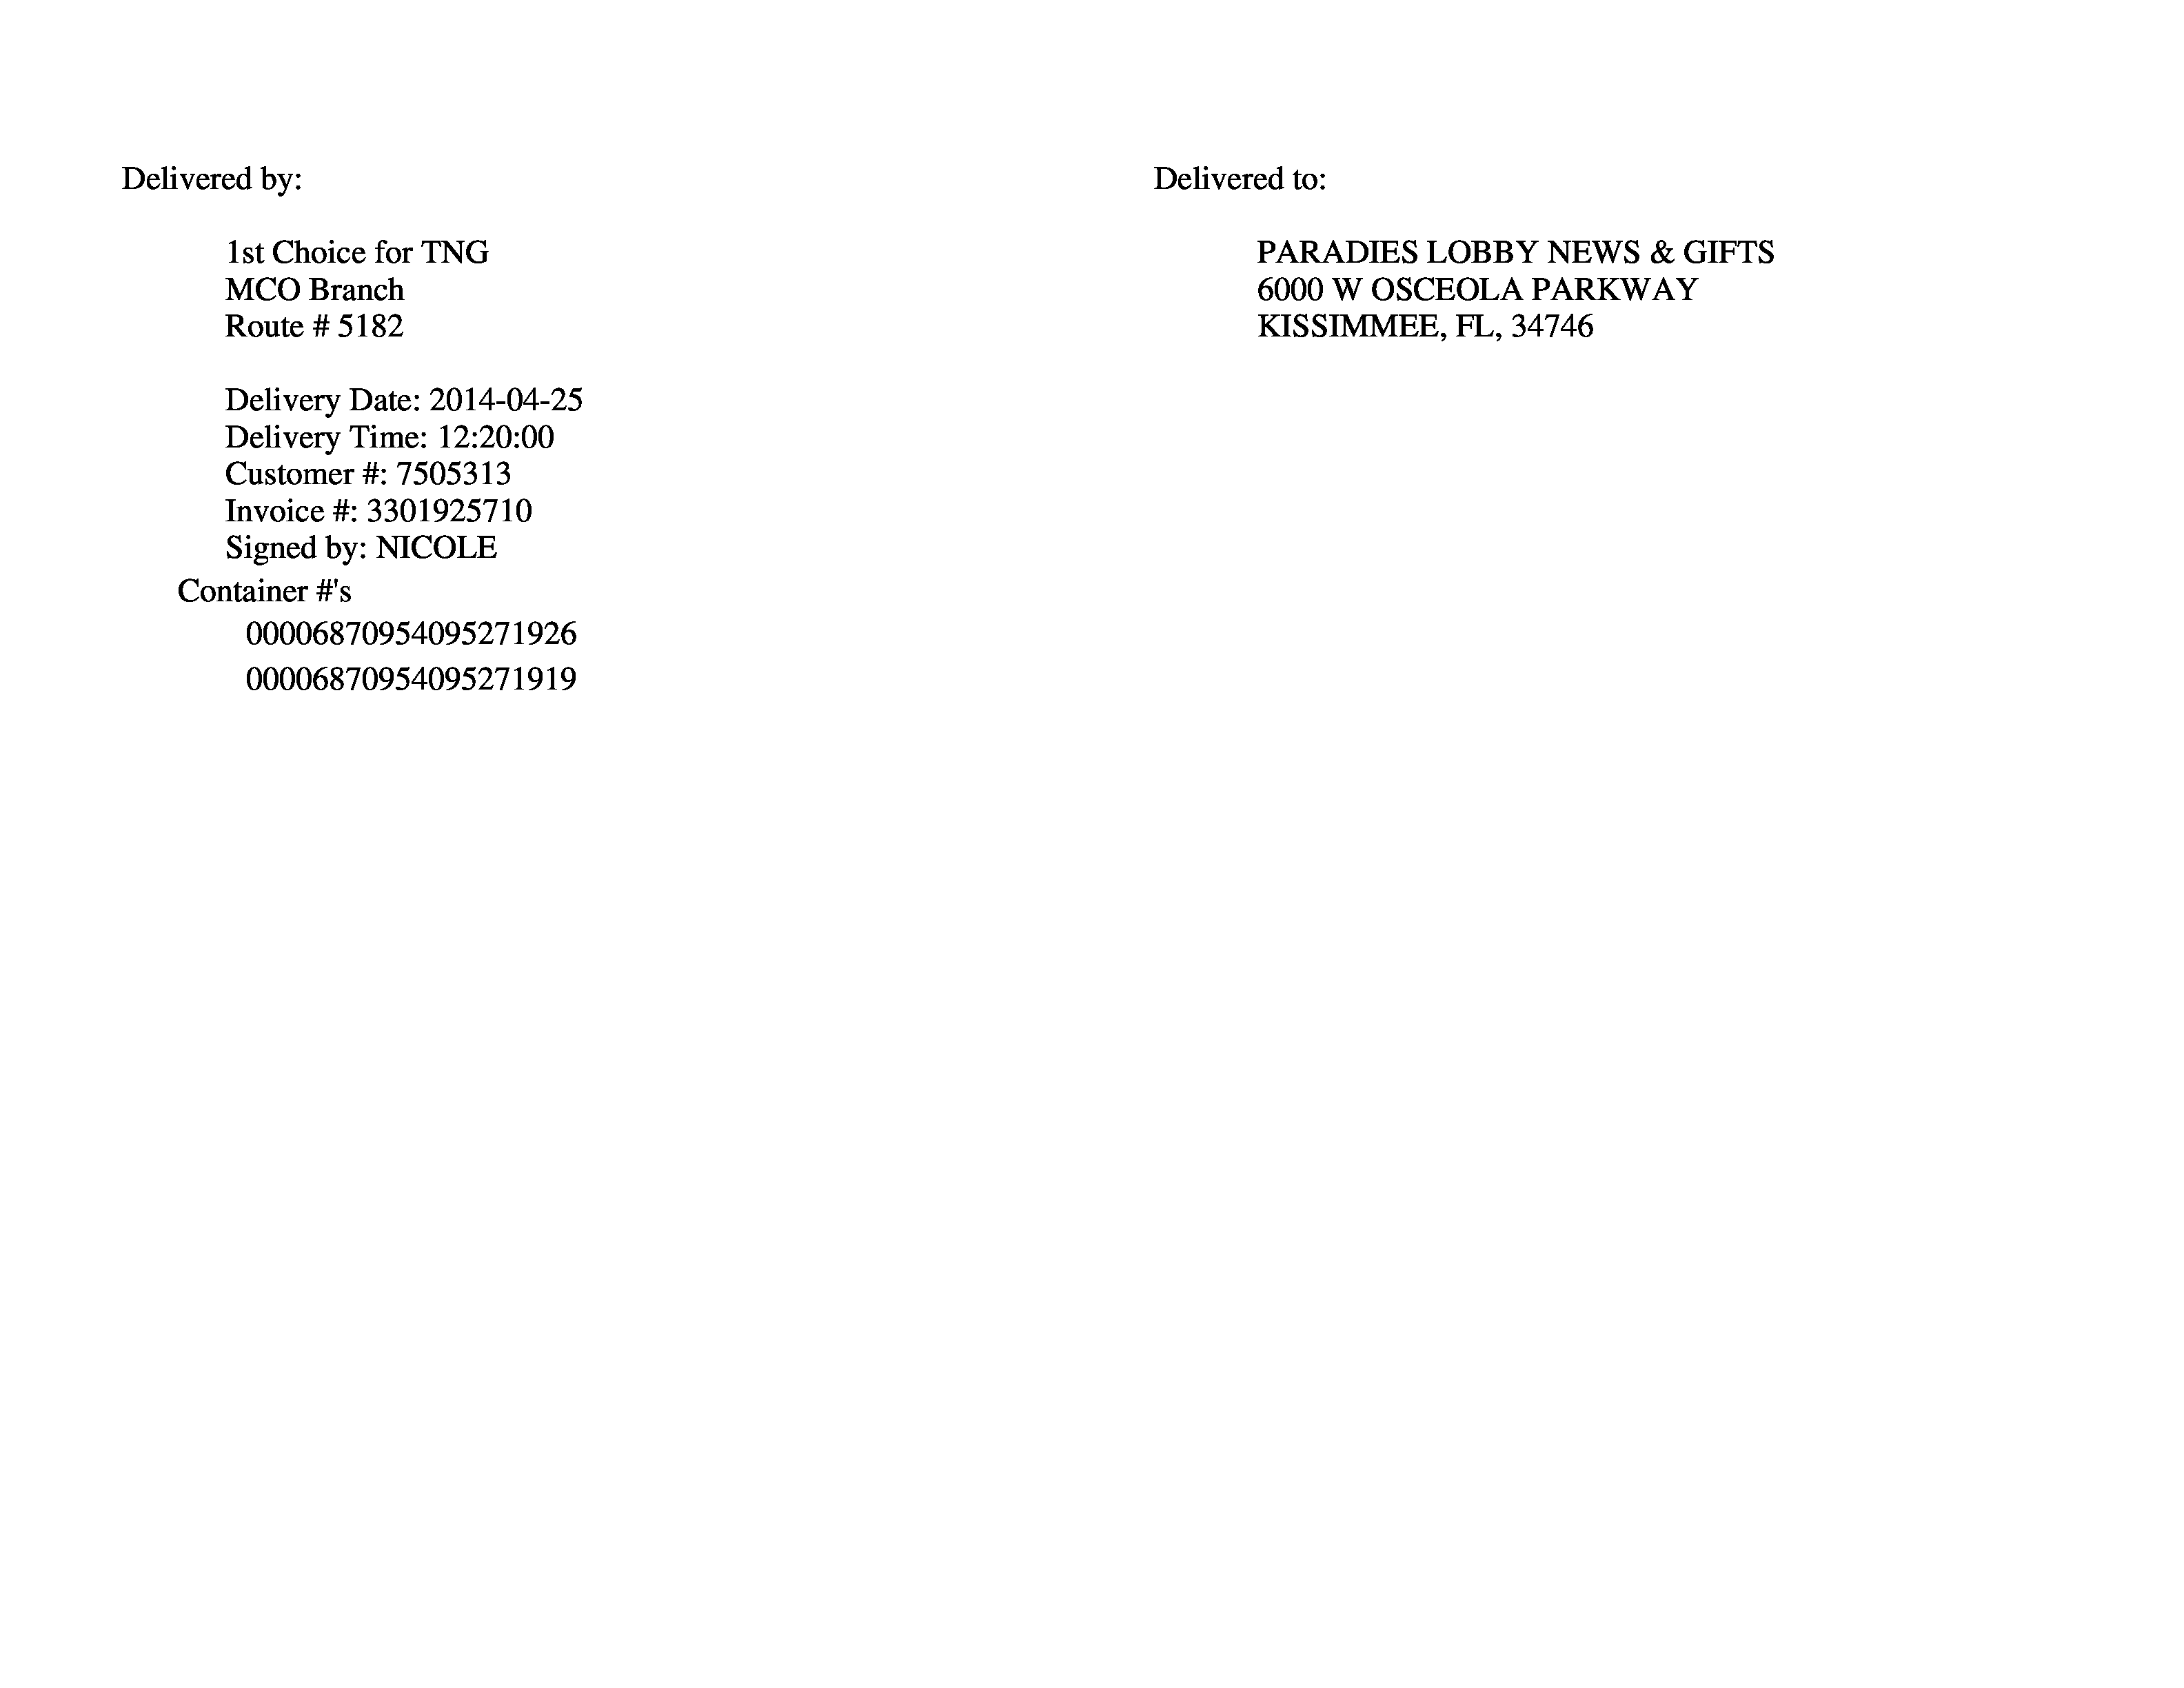 Delivered by:
1st Choice for TNG
MCO Branch
Route # 5182
Delivery Date: 2014-04-25
Delivery Time: 12:20:00
Customer #: 7505313
Invoice #: 3301925710
Signed by: NICOLE
Container #'s
00006870954095271926
00006870954095271919
Delivered to:
PARADIES LOBBY NEWS & GIFTS
6000 W OSCEOLA PARKWAY
KISSIMMEE, FL, 34746